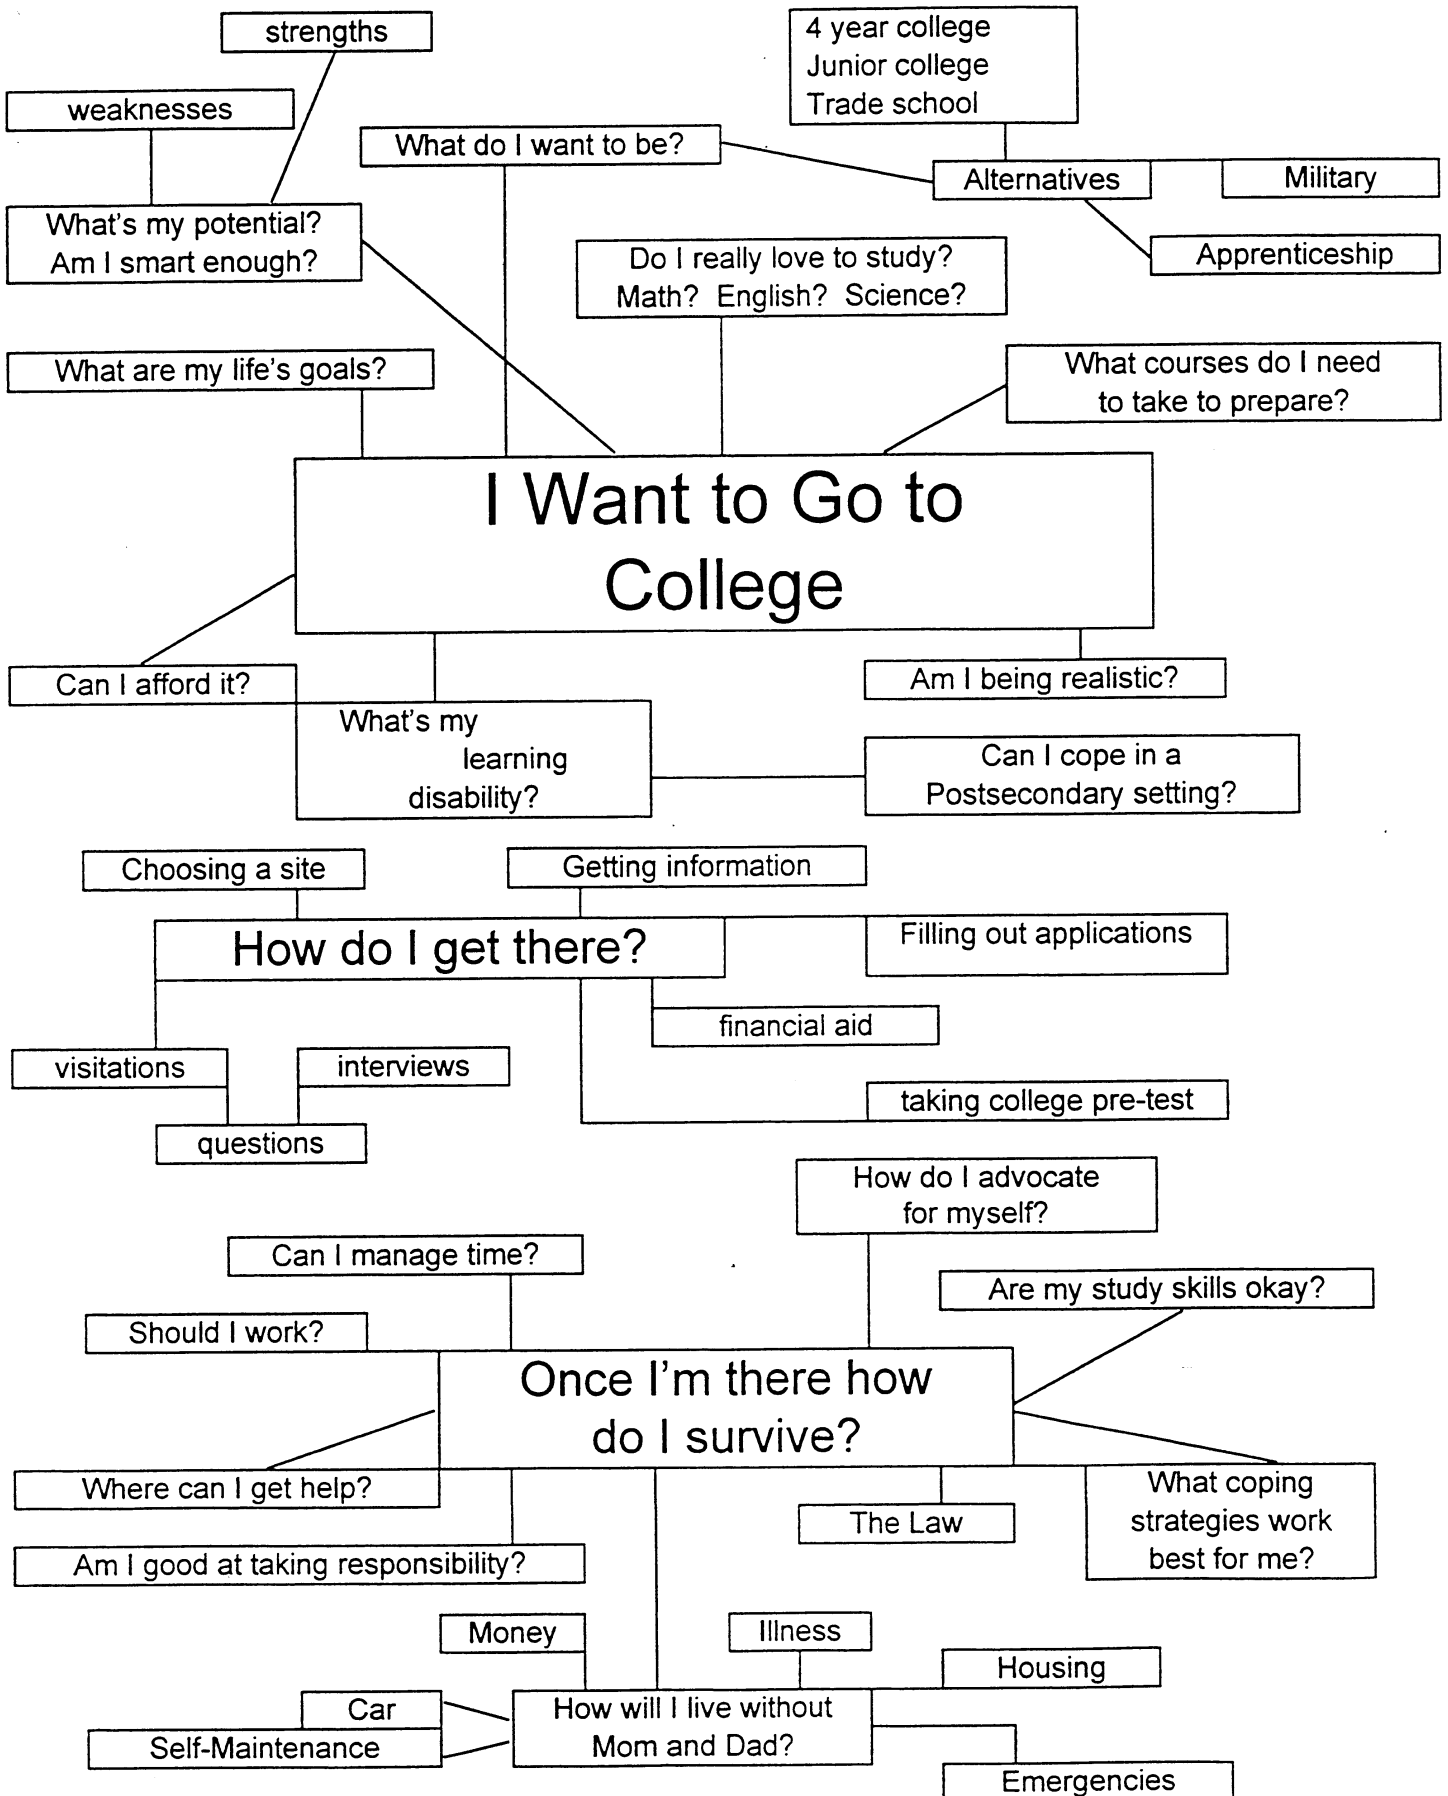 strengths
4 year college
Junior college
Trade school
weaknesses
What do I want to be?
Alternatives
Military
What's my potential?
Am I smart enough?
Do I really love to study?
Math?  English?  Science?
Apprenticeship
What are my life's goals?
What courses do I need
to take to prepare?
I Want to Go to
College
Can I afford it?
Am I being realistic?
What's my
learning
disability?
Can I cope in a
Postsecondary setting?
Choosing a site
Getting information
How do I get there?
Filling out applications
financial aid
visitations
interviews
taking college pre-test
questions
How do I advocate
for myself?
Can I manage time?
Are my study skills okay?
Should I work?
Once I'm there how
do I survive?
Where can I get help?
The Law
What coping
strategies work
best for me?
Am I good at taking responsibility?
Money
Illness
Housing
Car
How will I live without
Mom and Dad?
Self-Maintenance
Emergencies